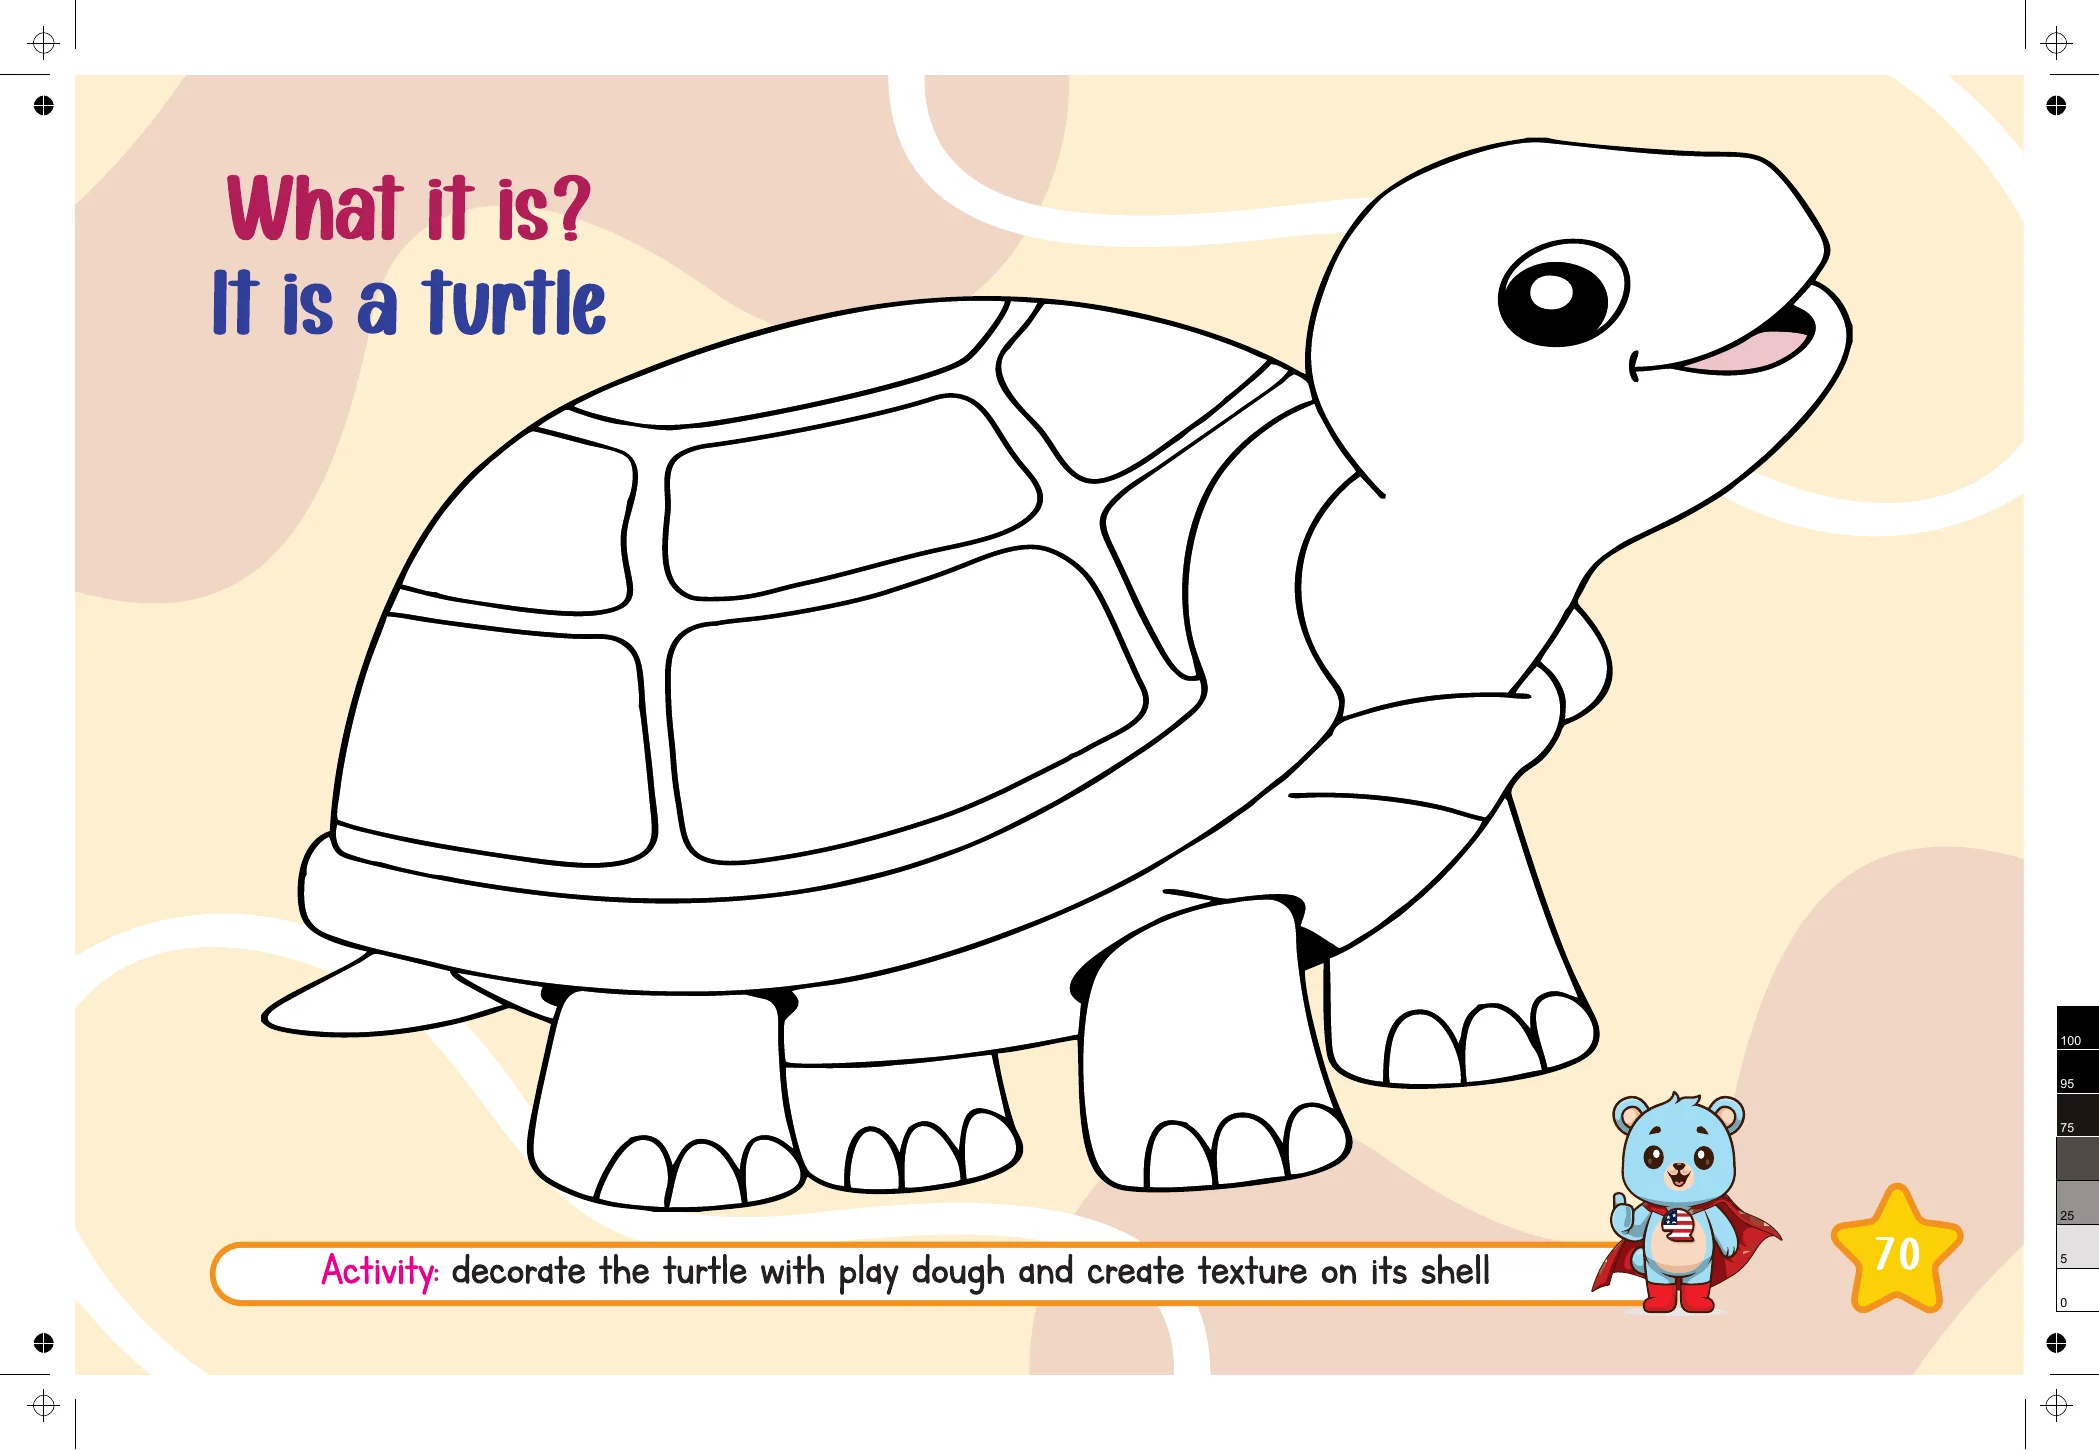 What it is?
It is a turtle
Activity: decorate the turtle with play dough and create texture on its shell
70
100
95
75
25
5
0